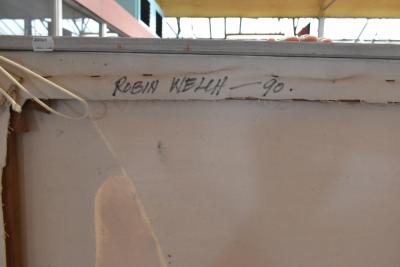 ROBIN WELCH — 90.